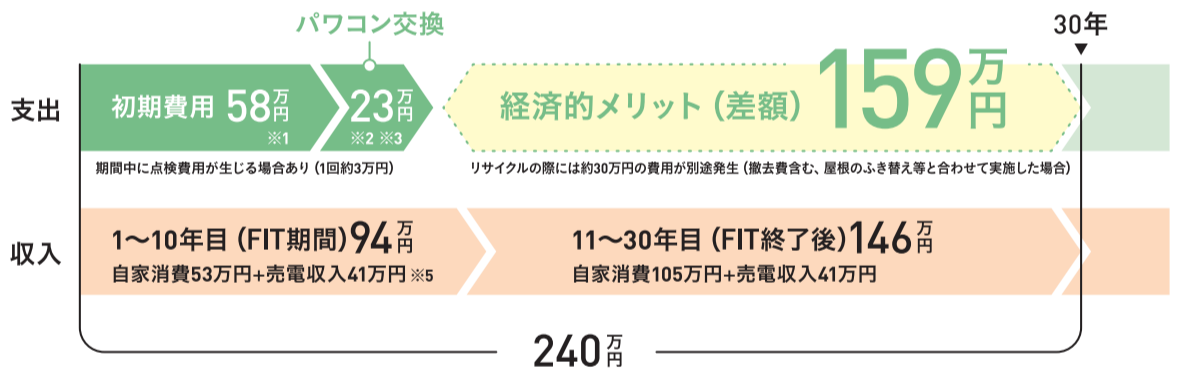 パワコン交換
30年
支出
初期費用 58万円
※1
23万円
※2 ※3
経済的メリット（差額）159万円
期間中に点検費用が生じる場合あり（1回約3万円）
リサイクルの際には約30万円の費用が別途発生（撤去費含む、屋根のふき替え等と合わせて実施した場合）
収入
1〜10年目（FIT期間）94万円
自家消費53万円+売電収入41万円※5
11〜30年目（FIT終了後）146万円
自家消費105万円+売電収入41万円
240万円